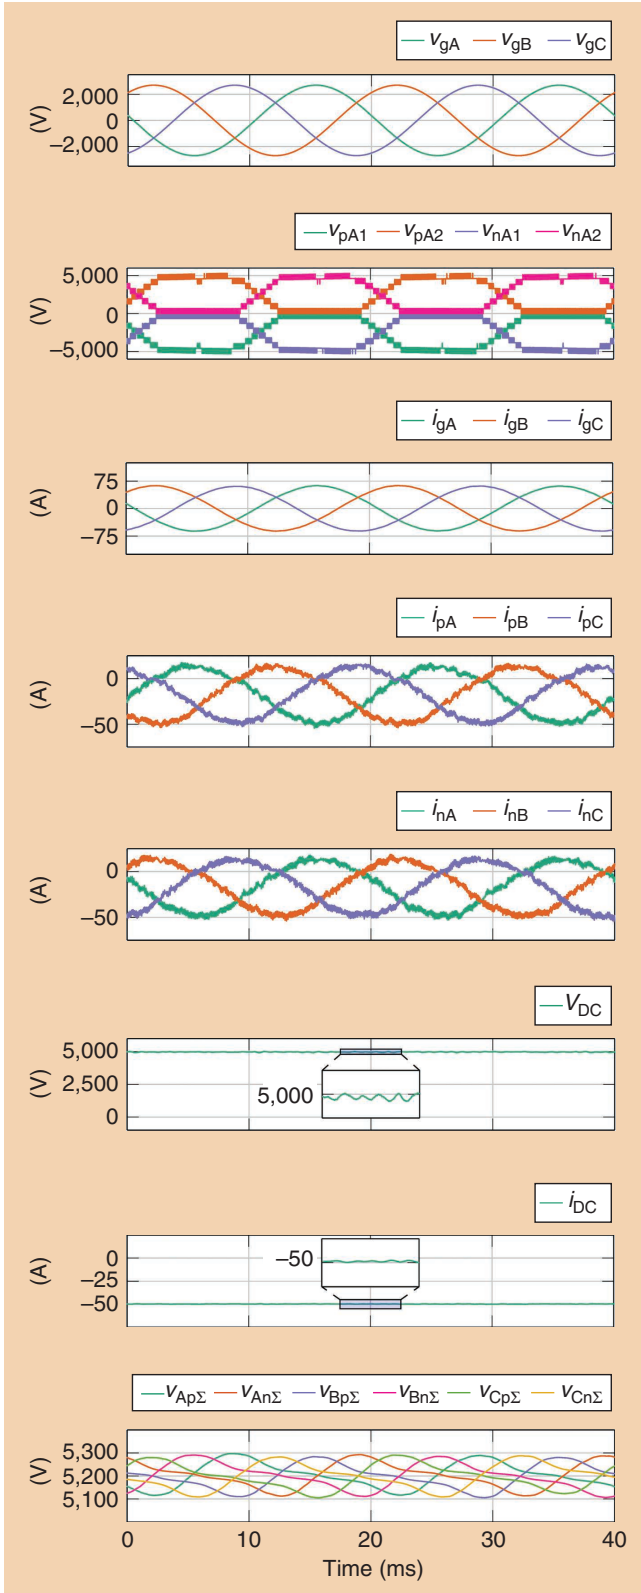 vgA vgB vgC
(V)
2,000
0
−2,000
vpA1 vpA2 vnA1 vnA2
(V)
5,000
0
−5,000
igA igB igC
(A)
75
0
−75
ipA ipB ipC
(A)
0
−50
inA inB inC
(A)
0
−50
VDC
(V)
5,000
2,500
0
5,000
iDC
(A)
0
−25
−50
−50
vApΣ vAnΣ vBpΣ vBnΣ vCpΣ vCnΣ
(V)
5,300
5,200
5,100
0 10 20 30 40
Time (ms)